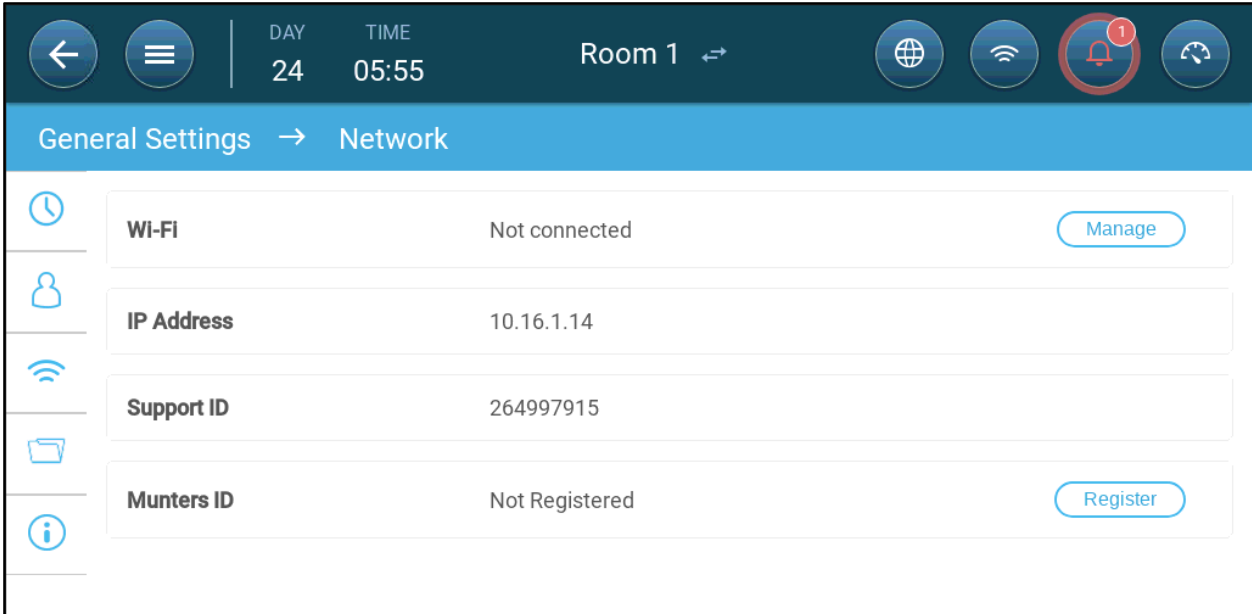 DAY TIME
24 05:55
Room 1
1
General Settings → Network
Wi-Fi Not connected Manage
IP Address 10.16.1.14
Support ID 264997915
Munters ID Not Registered Register